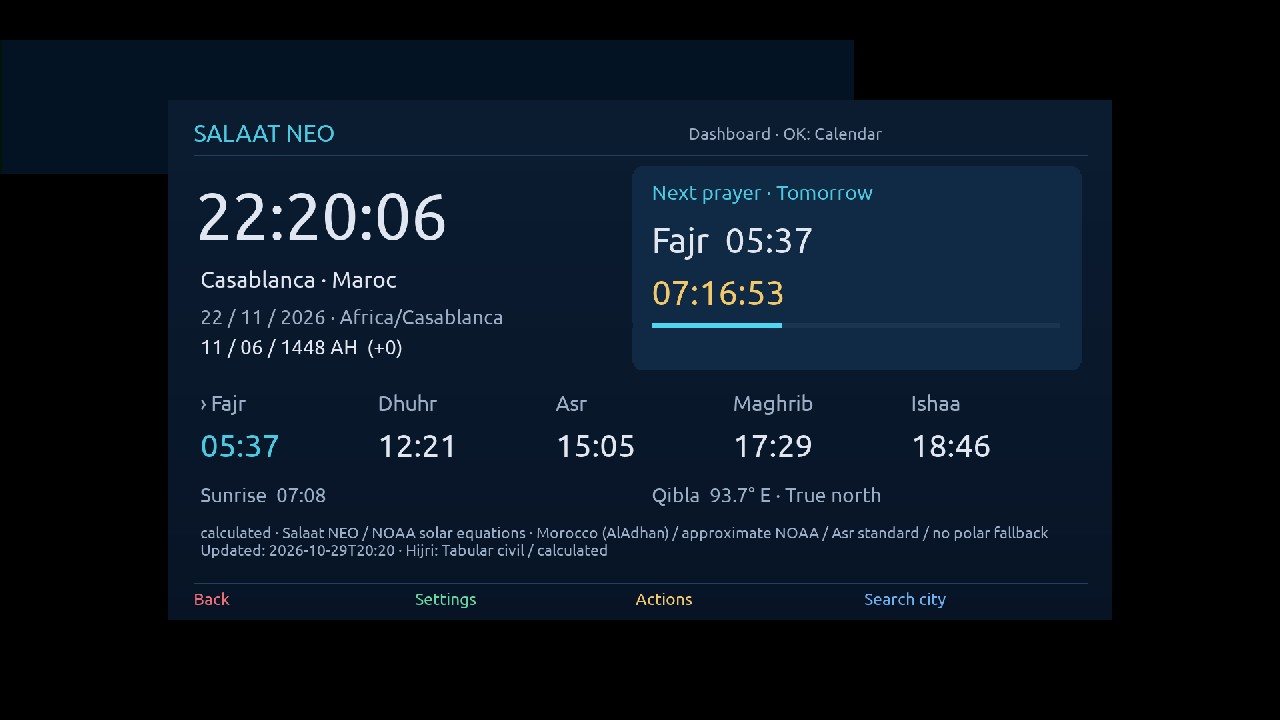 SALAAT NEO
Dashboard · OK: Calendar
22:20:06
Casablanca · Maroc
22 / 11 / 2026 · Africa/Casablanca
11 / 06 / 1448 AH (+0)
Next prayer · Tomorrow
Fajr 05:37
07:16:53
› Fajr Dhuhr Asr Maghrib Ishaa
05:37 12:21 15:05 17:29 18:46
Sunrise 07:08
Qibla 93.7° E · True north
calculated · Salaat NEO / NOAA solar equations · Morocco (AlAdhan) / approximate NOAA / Asr standard / no polar fallback
Updated: 2026-10-29T20:20 · Hijri: Tabular civil / calculated
Back Settings Actions Search city